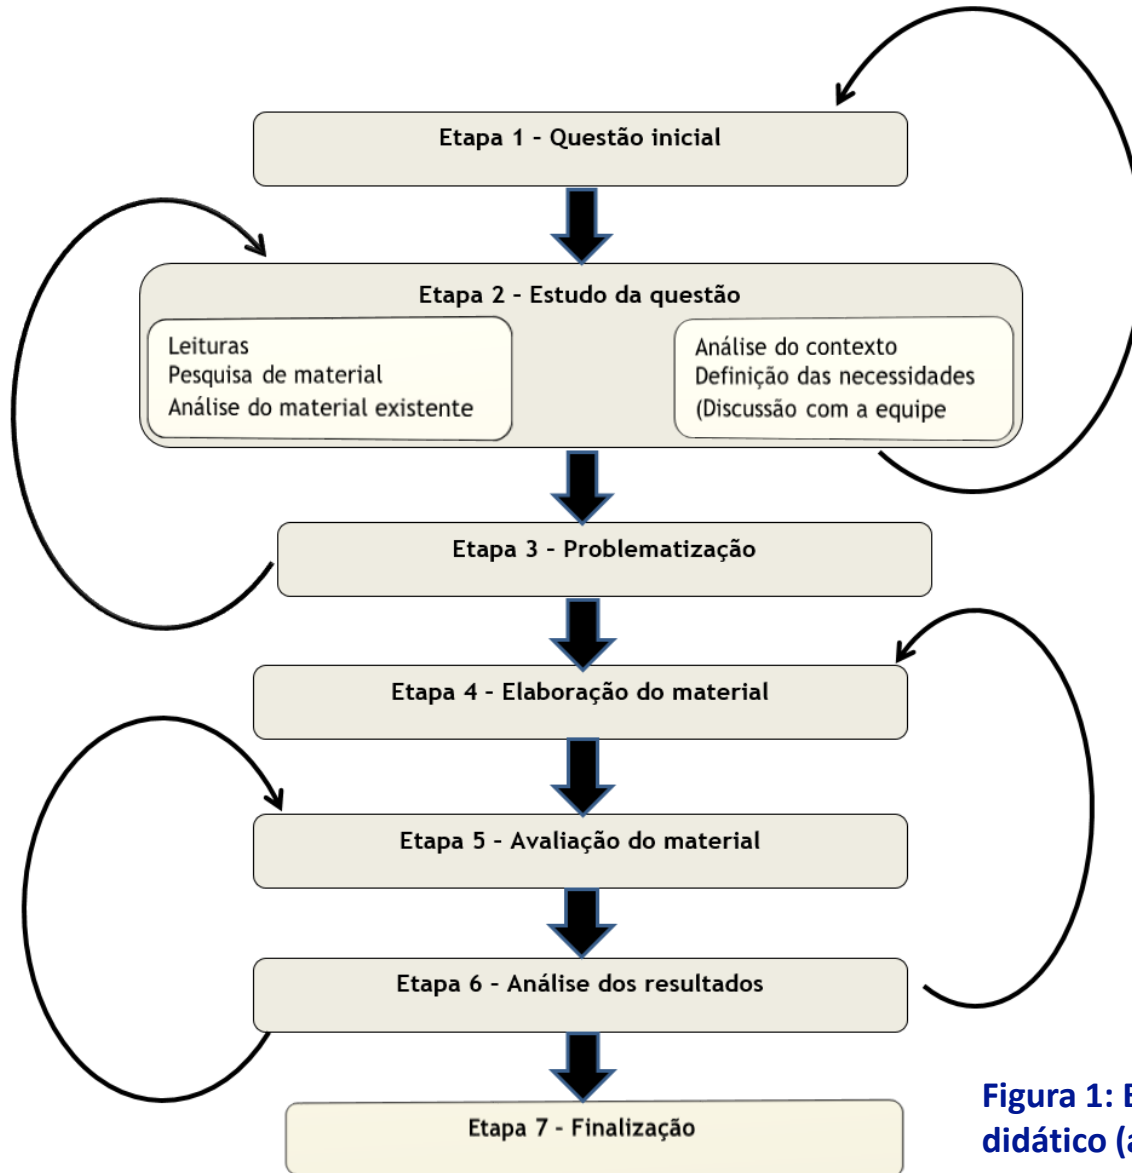 Etapa 1 - Questão inicial
Etapa 2 – Estudo da questão
Leituras
Pesquisa de material
Análise do material existente
Análise do contexto
Definição das necessidades
(Discussão com a equipe
Etapa 3 – Problematização
Etapa 4 – Elaboração do material
Etapa 5 – Avaliação do material
Etapa 6 – Análise dos resultados
Etapa 7 - Finalização
Figura 1:
didático